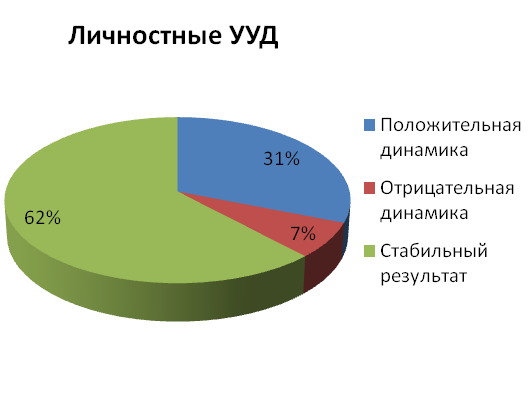 Личностные УУД
31%
7%
62%
Положительная
динамика
Отрицательная
динамика
Стабильный
результат